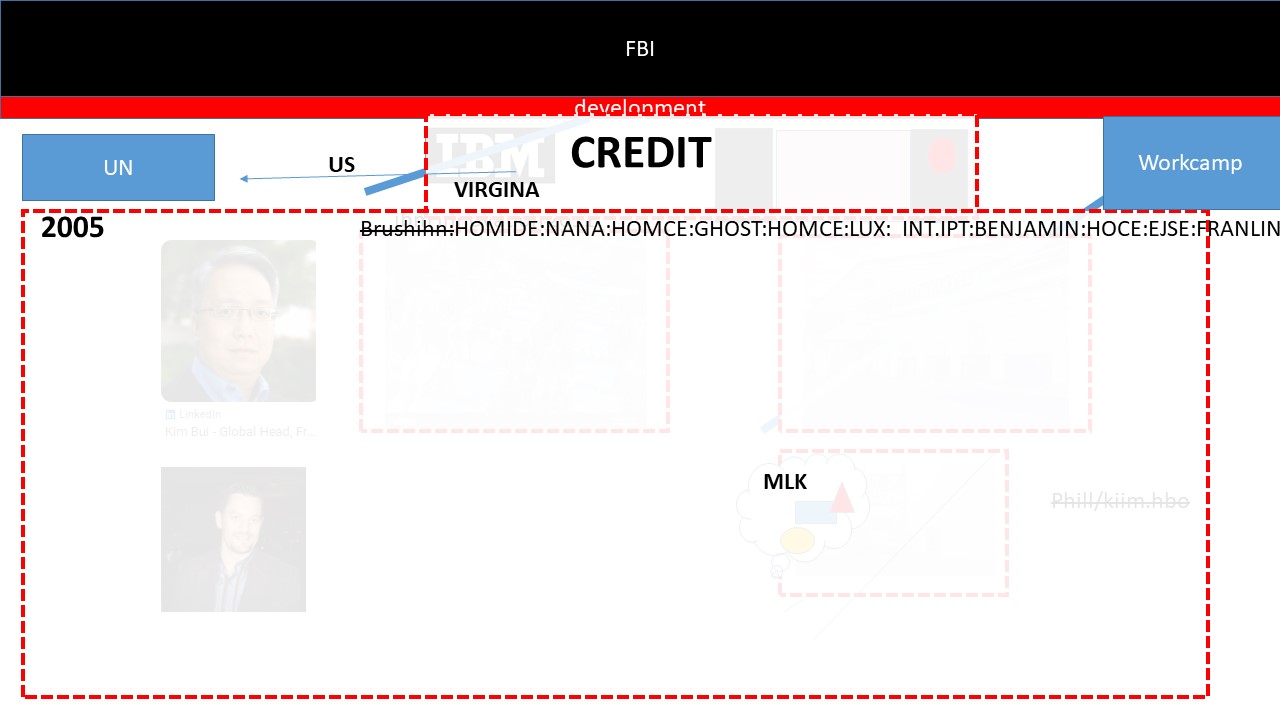 FBI
development
IBM
CREDIT
UN
US
VIRGINA
Workcamp
2005
Brushihn:HOMIDE:NANA:HOMCE:GHOST:HOMCE:LUX:  INT.IPT:BENJAMIN:HOCE:EJSE:FRANLIN
LinkedIn
Kim Bui - Global Head, Fr...
MLK
Phill/kiim.hbo